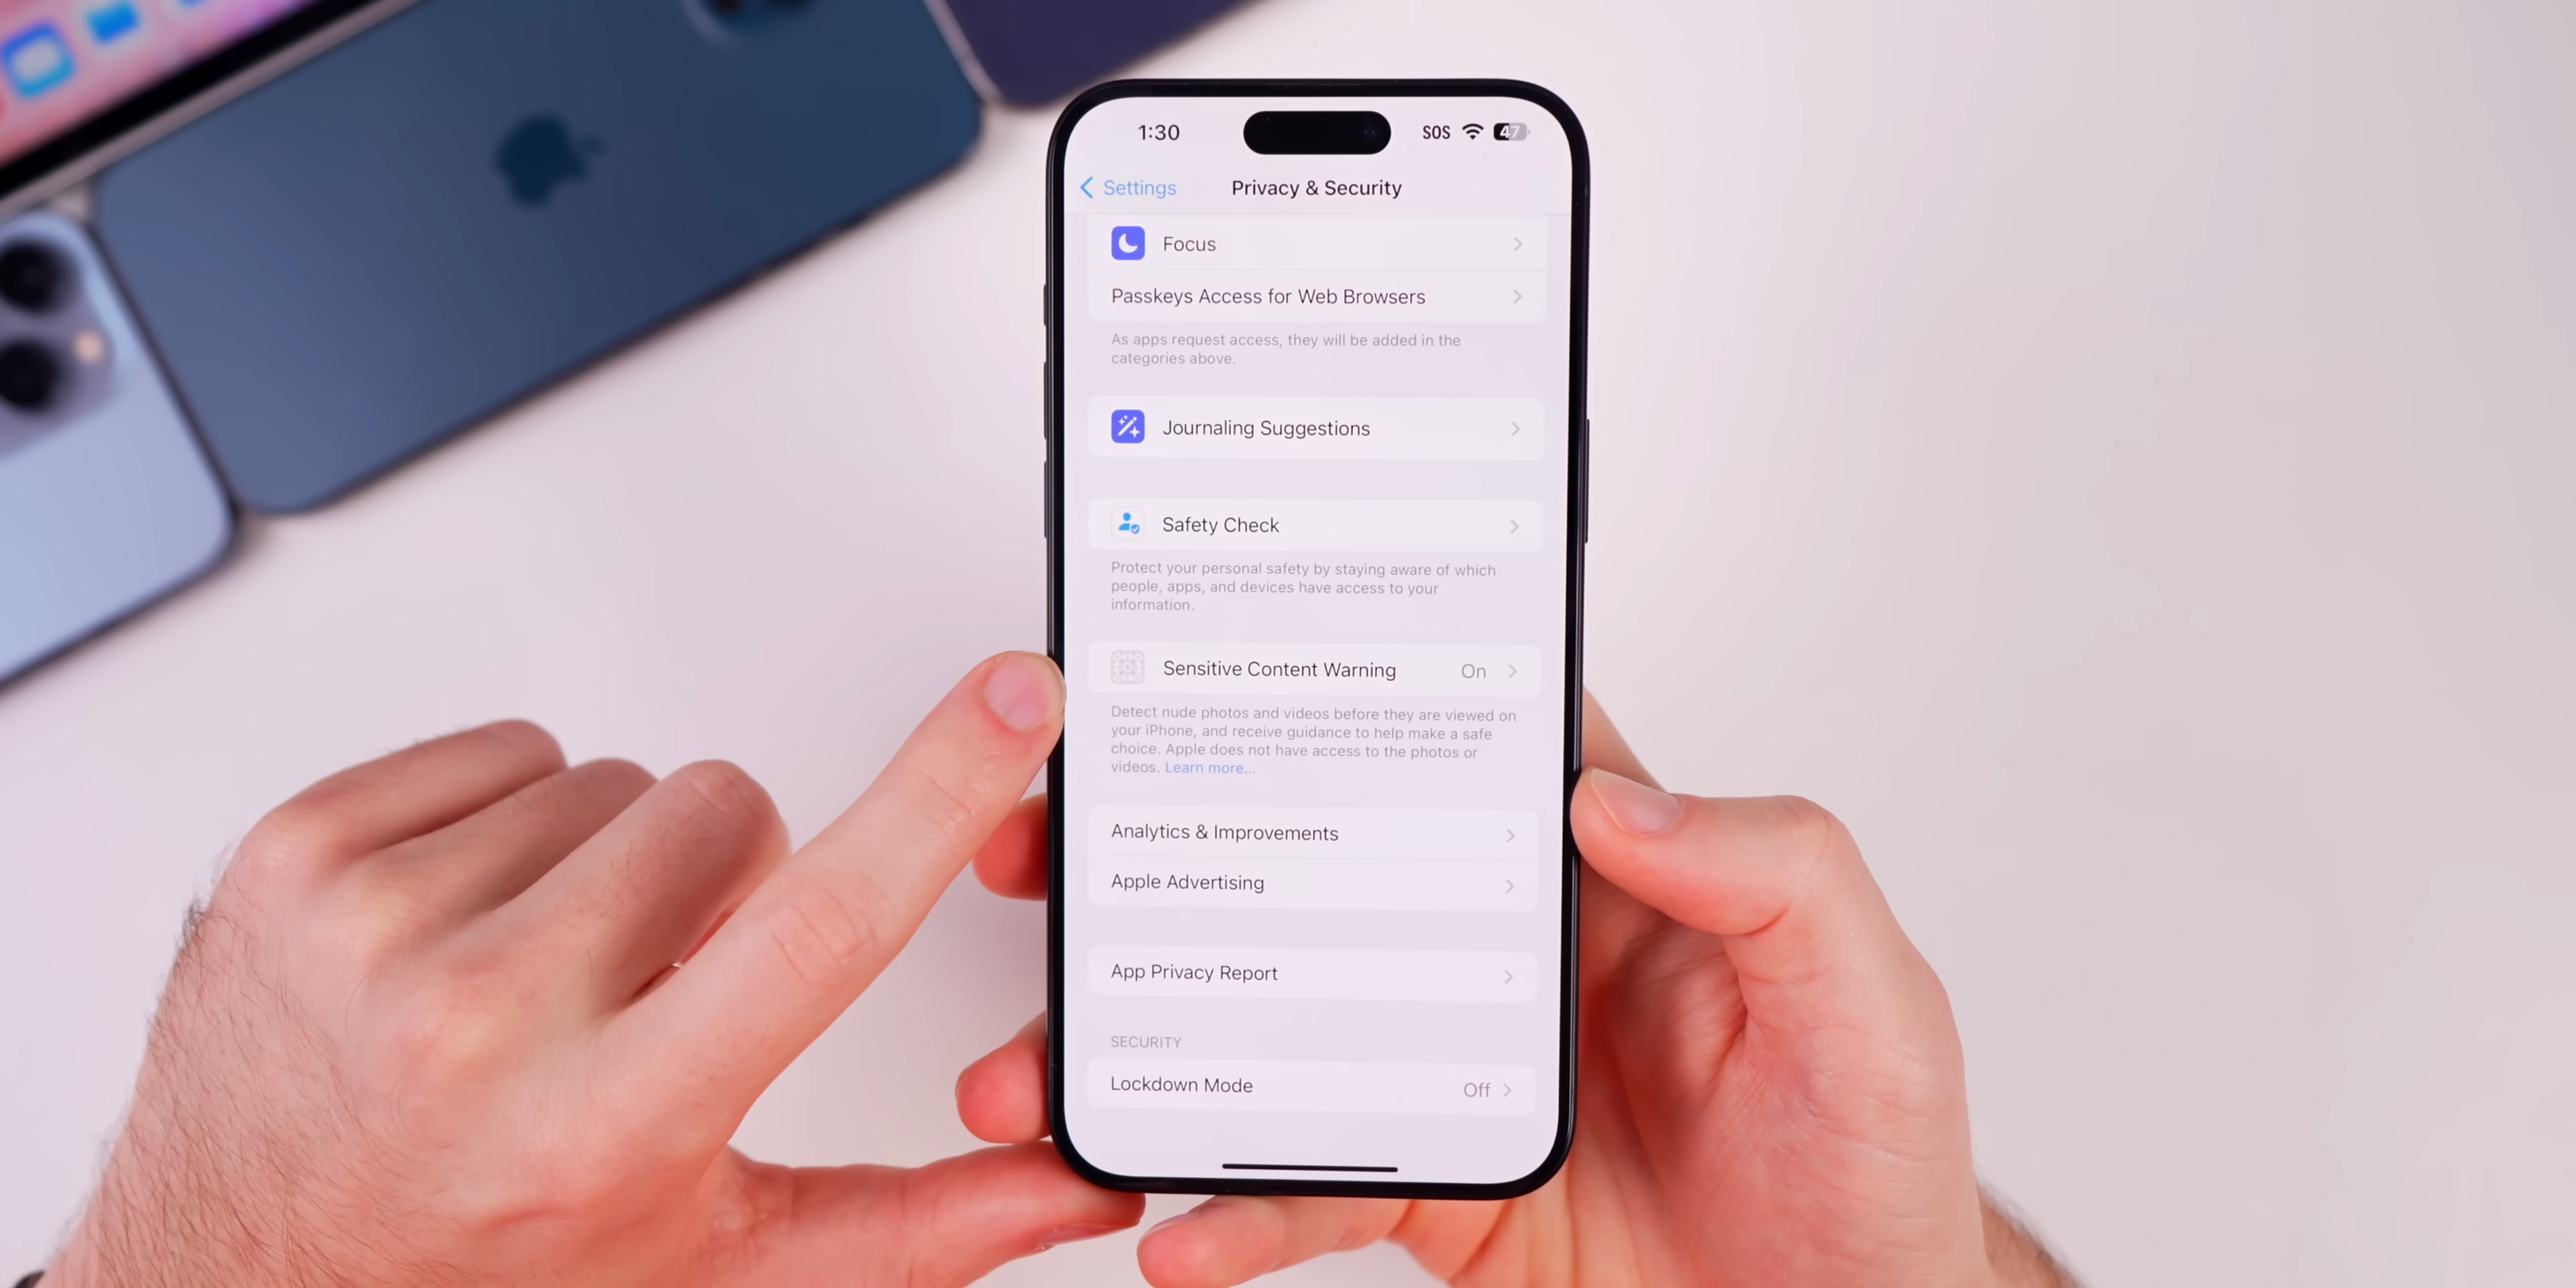 1:30
SOS
47
Settings
Privacy & Security
Focus
Passkeys Access for Web Browsers
As apps request access, they will be added in the
categories above.
Journaling Suggestions
Safety Check
Protect your personal safety by staying aware of which
people, apps, and devices have access to your
information.
Sensitive Content Warning On
Detect nude photos and videos before they are viewed on
your iPhone, and receive guidance to help make a safe
choice. Apple does not have access to the photos or
videos. Learn more...
Analytics & Improvements
Apple Advertising
App Privacy Report
SECURITY
Lockdown Mode Off